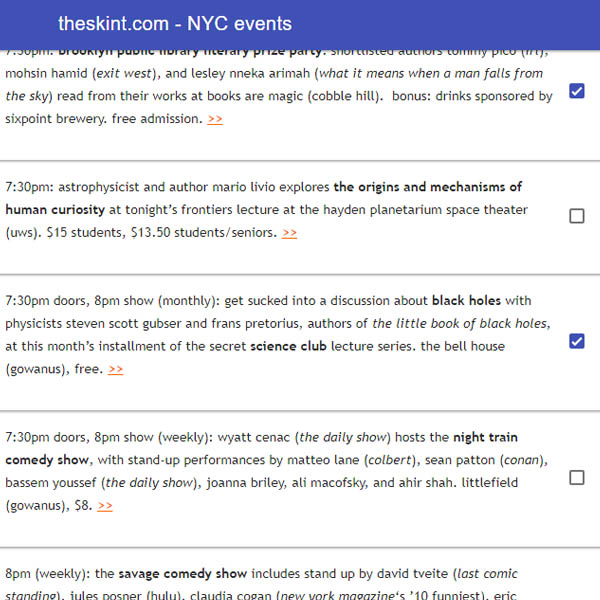 theskint.com - NYC events
7:30pm: brooklyn public library literary prize party: shortlisted authors tommy pico (irl),
mohsin hamid (exit west), and lesley nneka arimah (what it means when a man falls from
the sky) read from their works at books are magic (cobble hill). bonus: drinks sponsored by
sixpoint brewery. free admission. >>
7:30pm: astrophysicist and author mario livio explores the origins and mechanisms of
human curiosity at tonight's frontiers lecture at the hayden planetarium space theater
(uws). $15 students, $13.50 students/seniors. >>
7:30pm doors, 8pm show (monthly): get sucked into a discussion about black holes with
physicists steven scott gubser and frans pretorius, authors of the little book of black holes,
at this month's installment of the secret science club lecture series. the bell house
(gowanus), free. >>
7:30pm doors, 8pm show (weekly): wyatt cenac (the daily show) hosts the night train
comedy show, with stand-up performances by matteo lane (colbert), sean patton (conan),
bassem youssef (the daily show), joanna briley, ali macofsky, and ahir shah. littlefield
(gowanus), $8. >>
8pm (weekly): the savage comedy show includes stand up by david tveite (last comic
standing), jules posner (hulu), claudia cogan (new york magazine's '10 funniest), eric